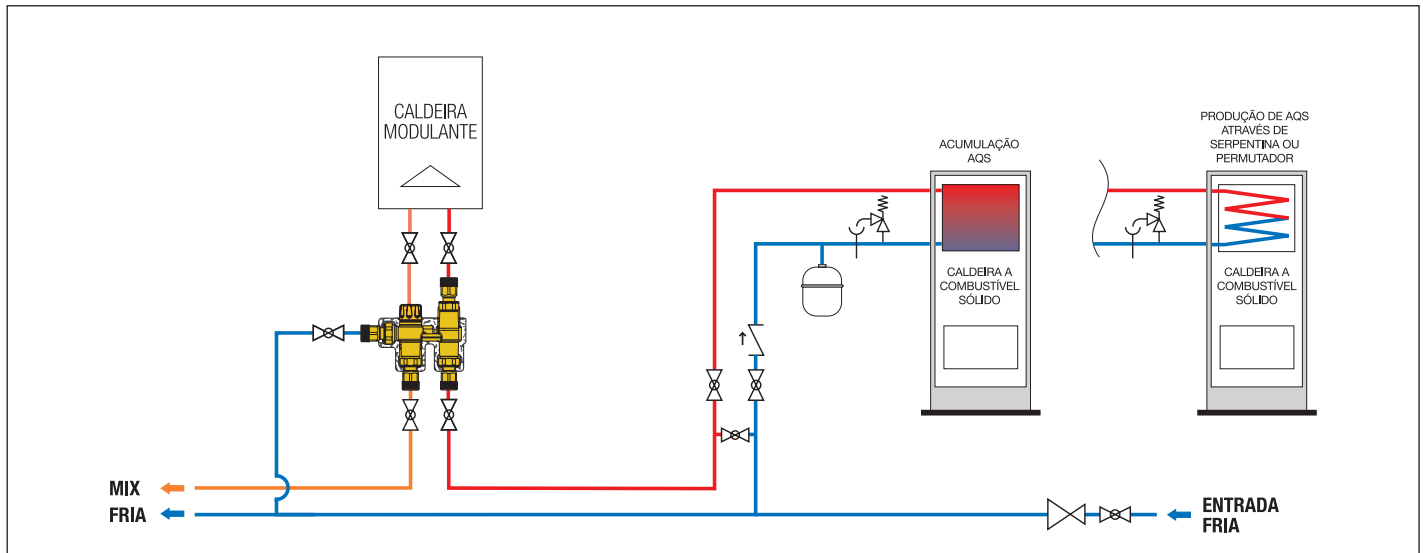 CALDEIRA
MODULANTE
ACUMULAÇÃO
AQS
CALDEIRA A
COMBUSTÍVEL
SÓLIDO
PRODUÇÃO DE AQS
ATRAVÉS DE
SERPENTINA OU
PERMUTADOR
CALDEIRA A
COMBUSTÍVEL
SÓLIDO
MIX
FRIA
ENTRADA
FRIA